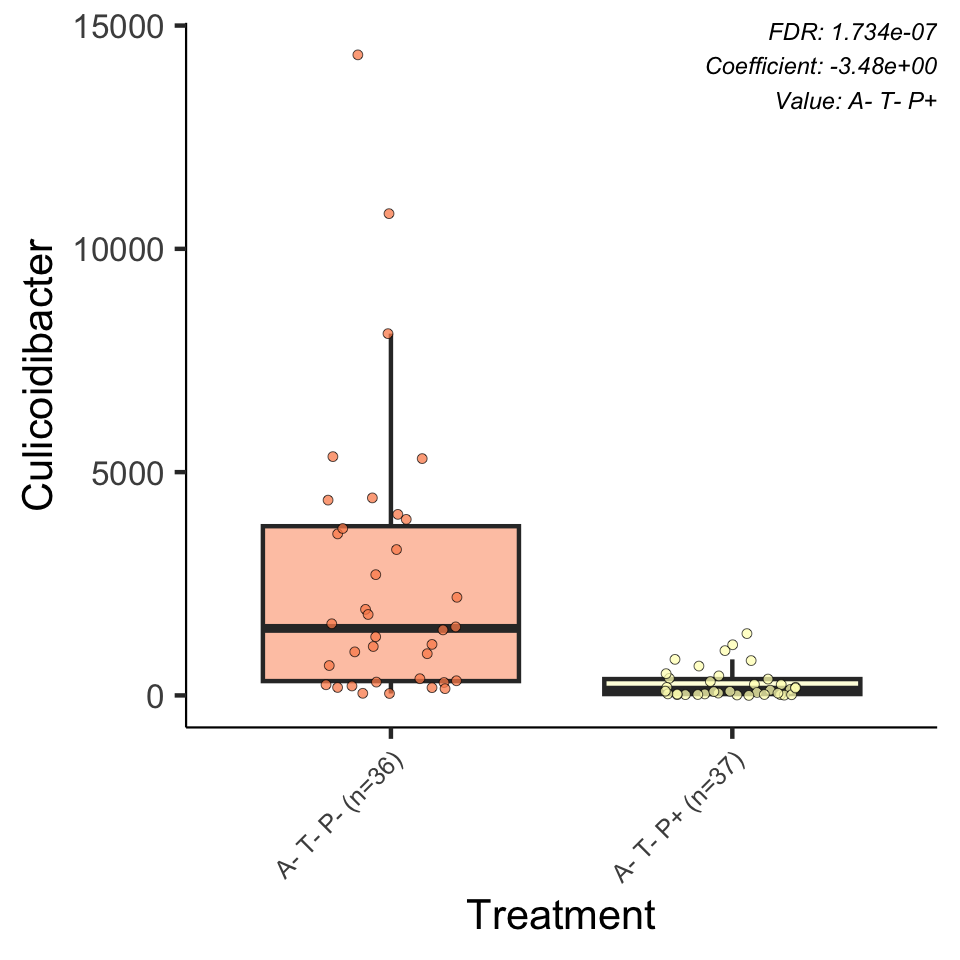 FDR: 1.734e-07
Coefficient: -3.48e+00
Value: A- T- P+
Culicoidibacter
15000
10000
5000
0
A- T- P- (n=36)
A- T- P+ (n=37)
Treatment